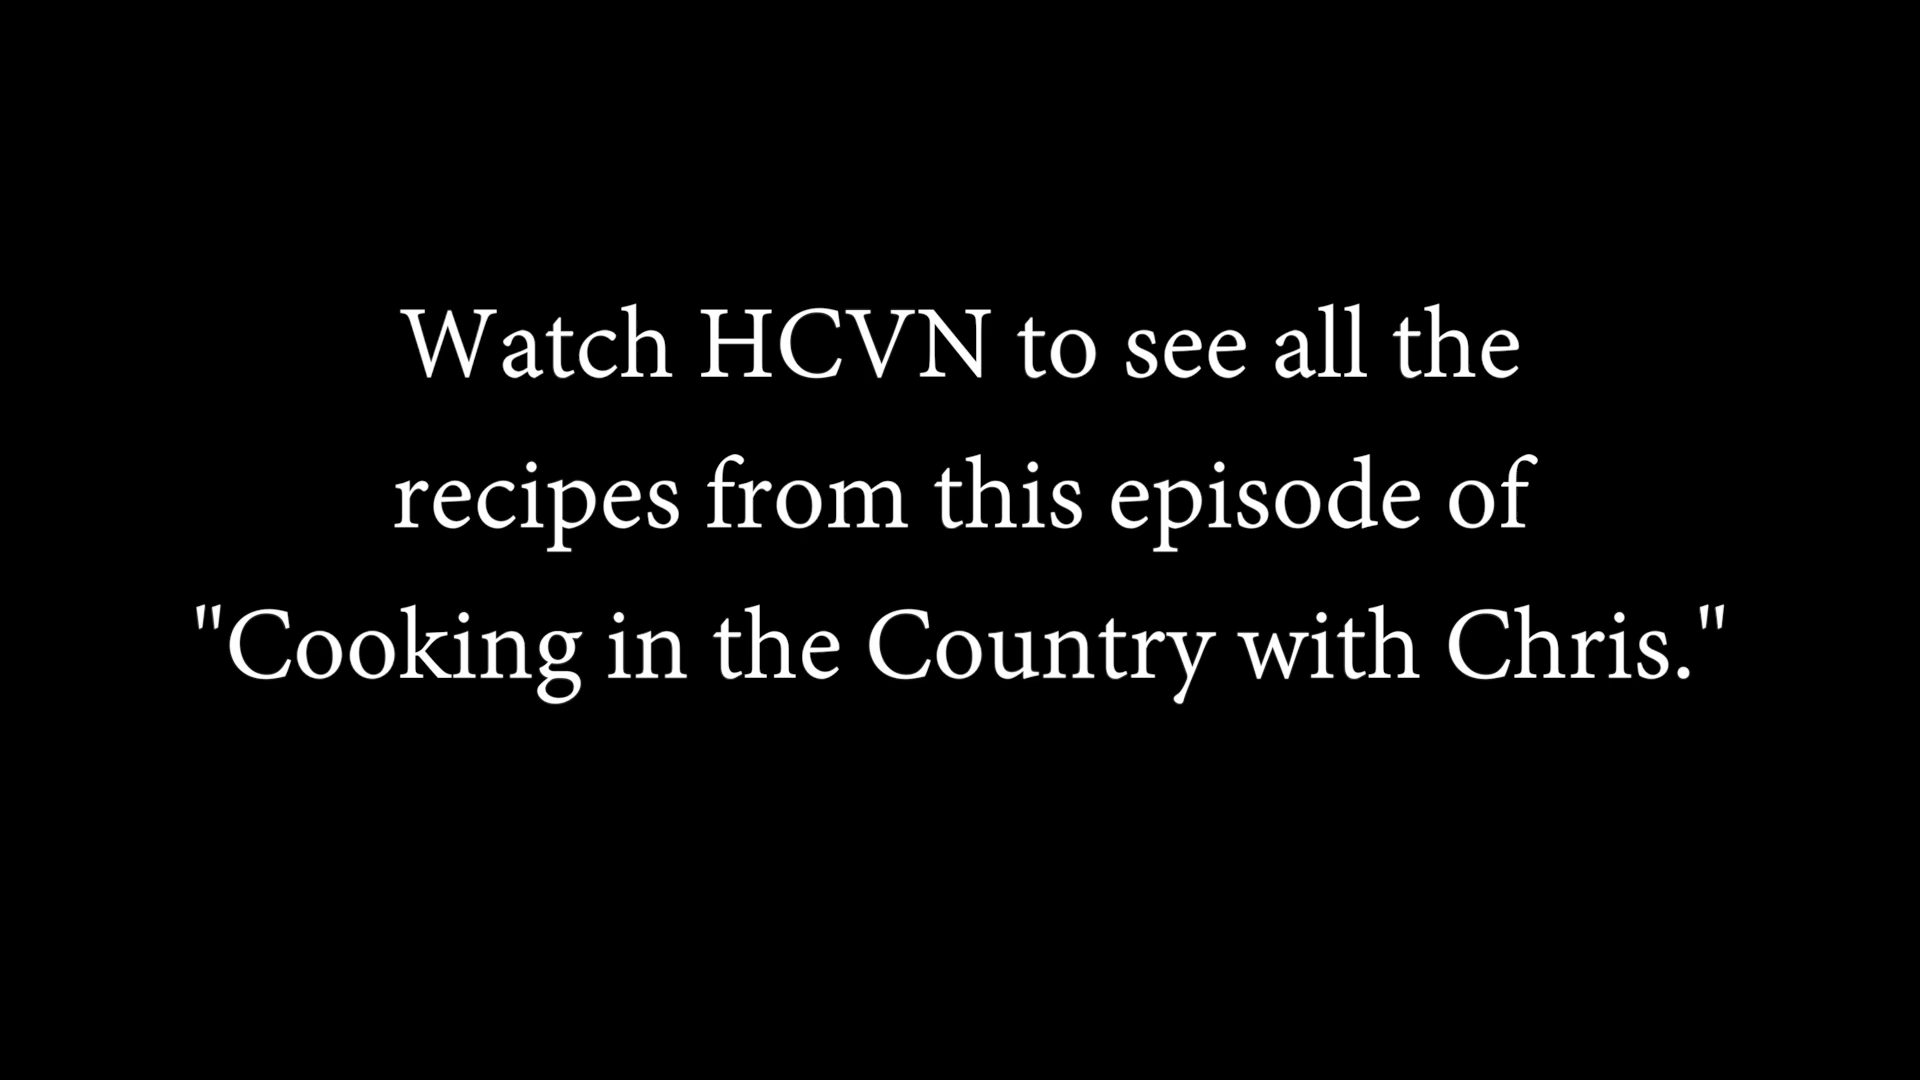 Watch HCVN to see all the
recipes from this episode of
"Cooking in the Country with Chris."